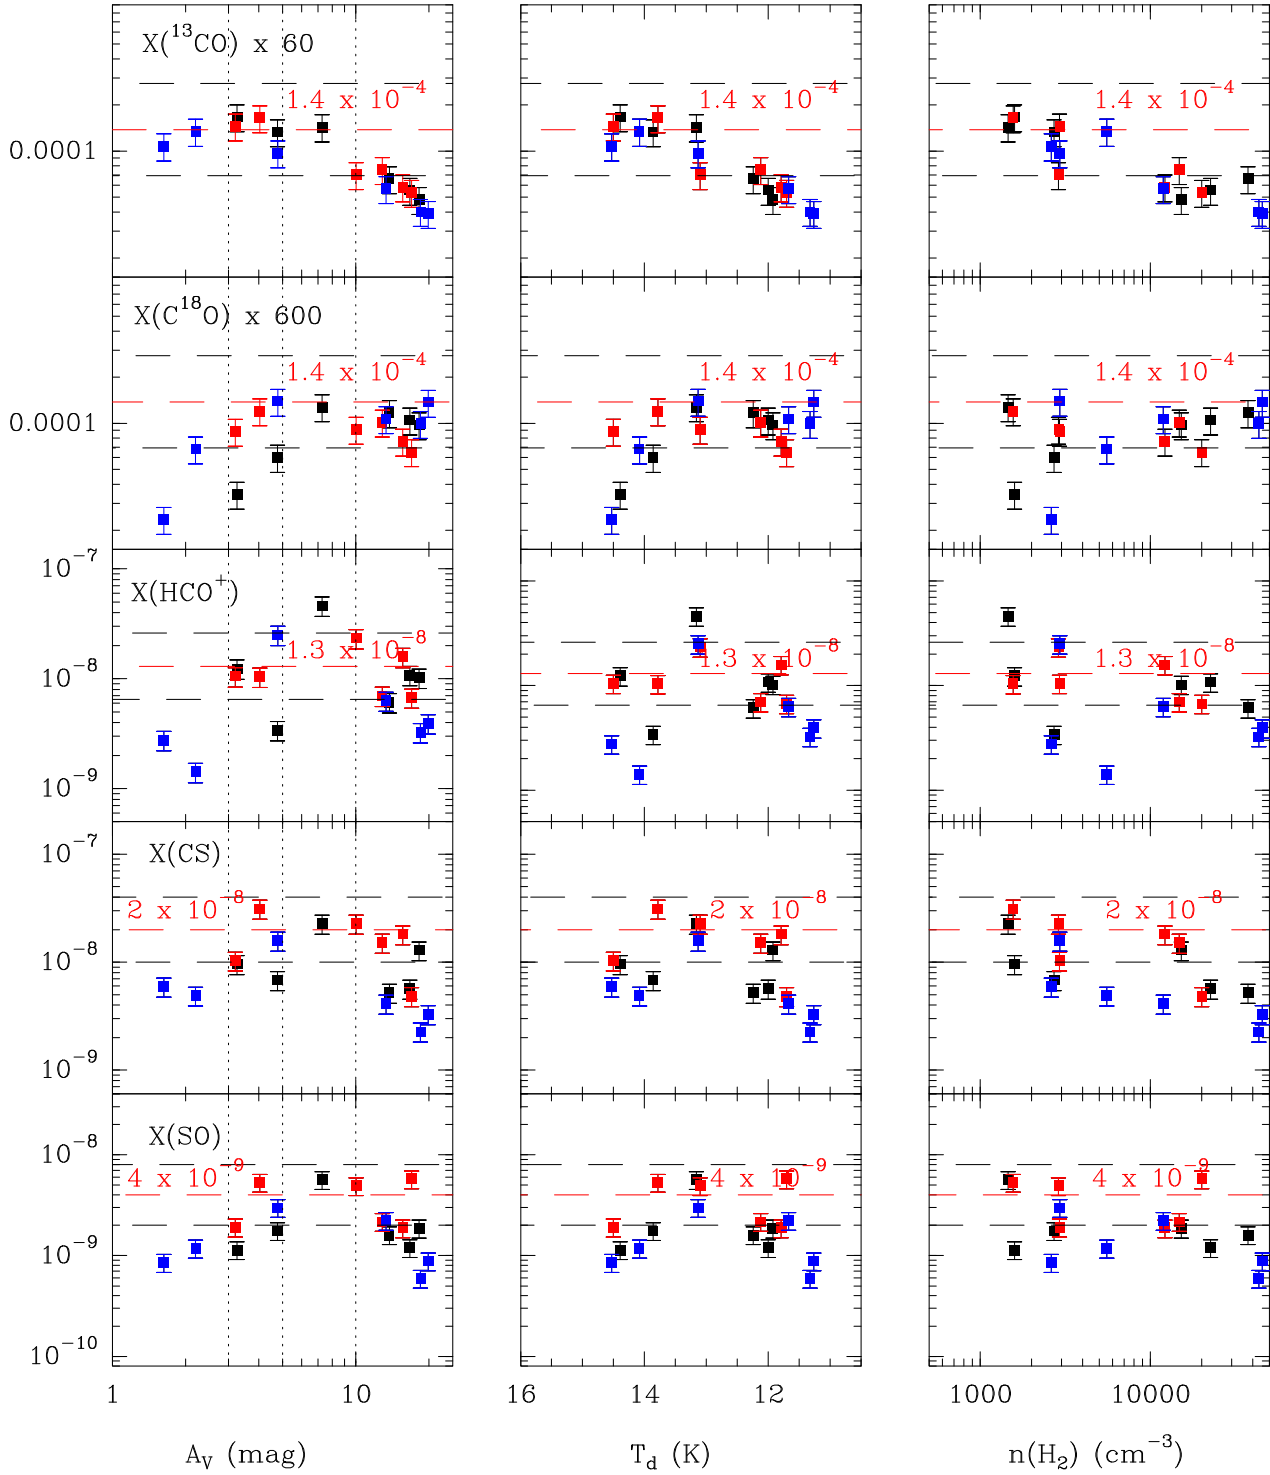 X(¹³CO) x 60
1.4 x 10⁻⁴ 1.4 x 10⁻⁴ 1.4 x 10⁻⁴
0.0001
X(C¹⁸O) x 600
1.4 x 10⁻⁴ 1.4 x 10⁻⁴ 1.4 x 10⁻⁴
0.0001
10⁻⁷
X(HCO⁺)
1.3 x 10⁻⁸ 1.3 x 10⁻⁸ 1.3 x 10⁻⁸
10⁻⁸
10⁻⁹
10⁻⁷
X(CS)
2 x 10⁻⁸ 2 x 10⁻⁸ 2 x 10⁻⁸
10⁻⁸
10⁻⁹
X(SO)
10⁻⁸
4 x 10⁻⁹ 4 x 10⁻⁹ 4 x 10⁻⁹
10⁻⁹
10⁻¹⁰
1 10 16 14 12 1000 10000
A_V (mag) T_d (K) n(H₂) (cm⁻³)